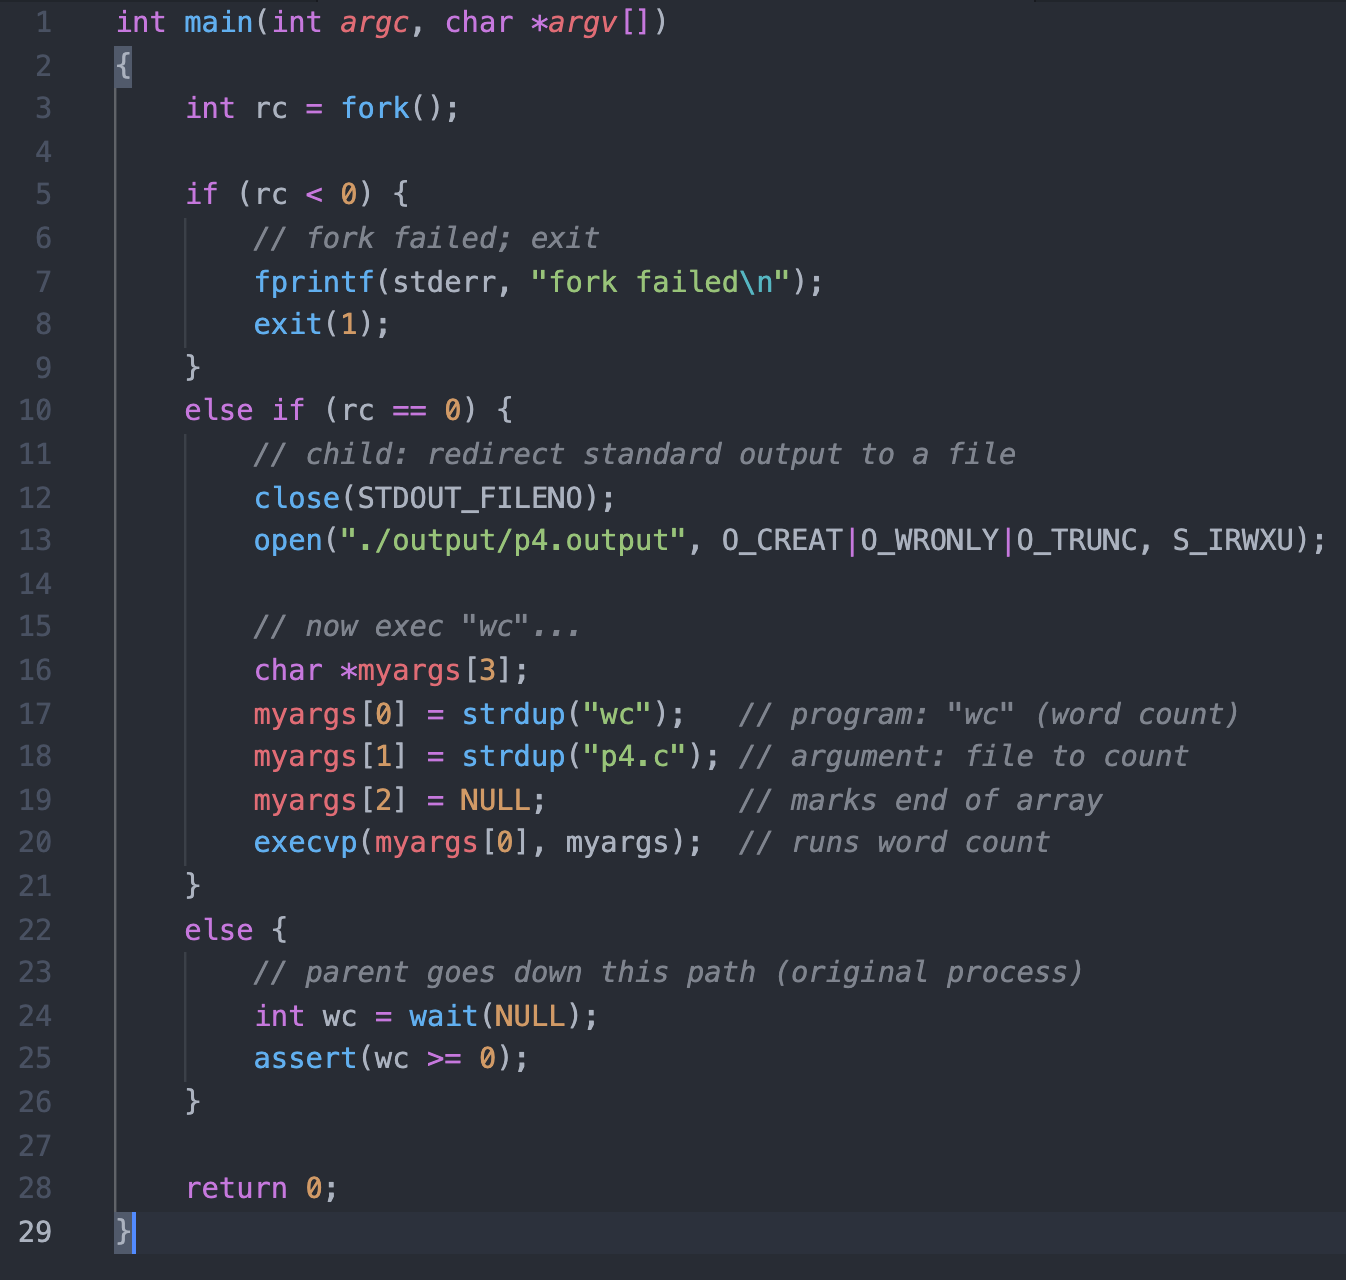 1 int main(int argc, char *argv[])
2 {
3 int rc = fork();
4
5 if (rc < 0) {
6 // fork failed; exit
7 fprintf(stderr, "fork failed\n");
8 exit(1);
9 }
10 else if (rc == 0) {
11 // child: redirect standard output to a file
12 close(STDOUT_FILENO);
13 open("./output/p4.output", O_CREAT|O_WRONLY|O_TRUNC, S_IRWXU);
14
15 // now exec "wc"...
16 char *myargs[3];
17 myargs[0] = strdup("wc"); // program: "wc" (word count)
18 myargs[1] = strdup("p4.c"); // argument: file to count
19 myargs[2] = NULL; // marks end of array
20 execvp(myargs[0], myargs); // runs word count
21 }
22 else {
23 // parent goes down this path (original process)
24 int wc = wait(NULL);
25 assert(wc >= 0);
26 }
27
28 return 0;
29 }